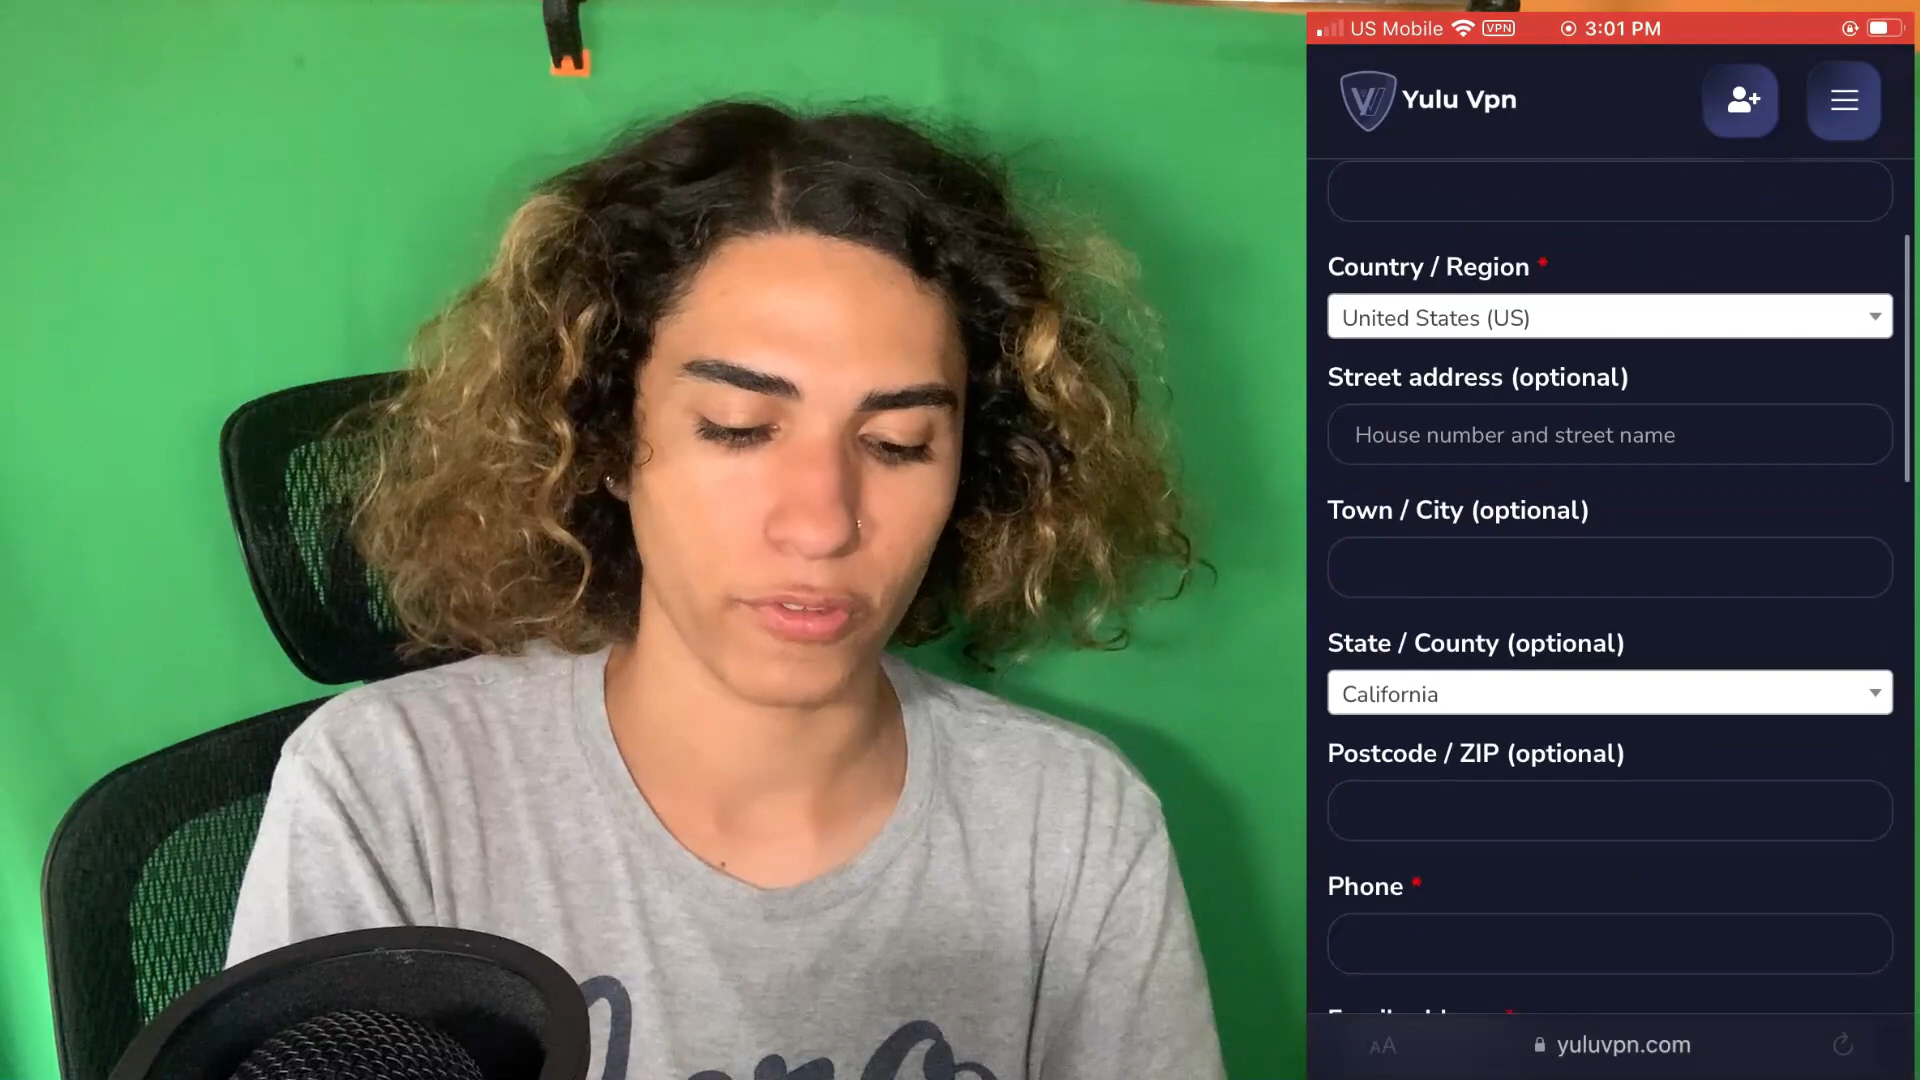 US Mobile VPN 3:01 PM
Yulu Vpn
Country / Region *
United States (US)
Street address (optional)
House number and street name
Town / City (optional)
State / County (optional)
California
Postcode / ZIP (optional)
Phone *
AA yuluvpn.com